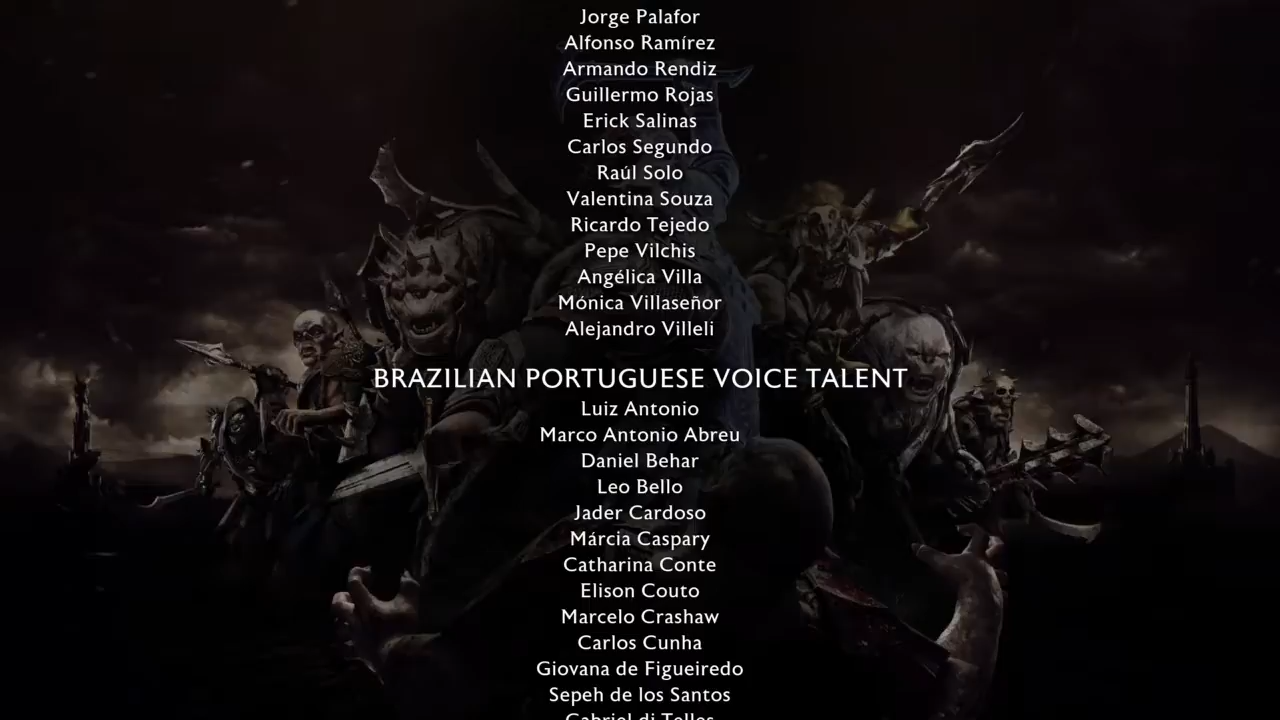 Jorge Palafor
Alfonso Ramírez
Armando Rendiz
Guillermo Rojas
Erick Salinas
Carlos Segundo
Raúl Solo
Valentina Souza
Ricardo Tejedo
Pepe Vilchis
Angélica Villa
Mónica Villaseñor
Alejandro Villeli
BRAZILIAN PORTUGUESE VOICE TALENT
Luiz Antonio
Marco Antonio Abreu
Daniel Behar
Leo Bello
Jader Cardoso
Márcia Caspary
Catharina Conte
Elison Couto
Marcelo Crashaw
Carlos Cunha
Giovana de Figueiredo
Sepeh de los Santos
Gabriel di Telles